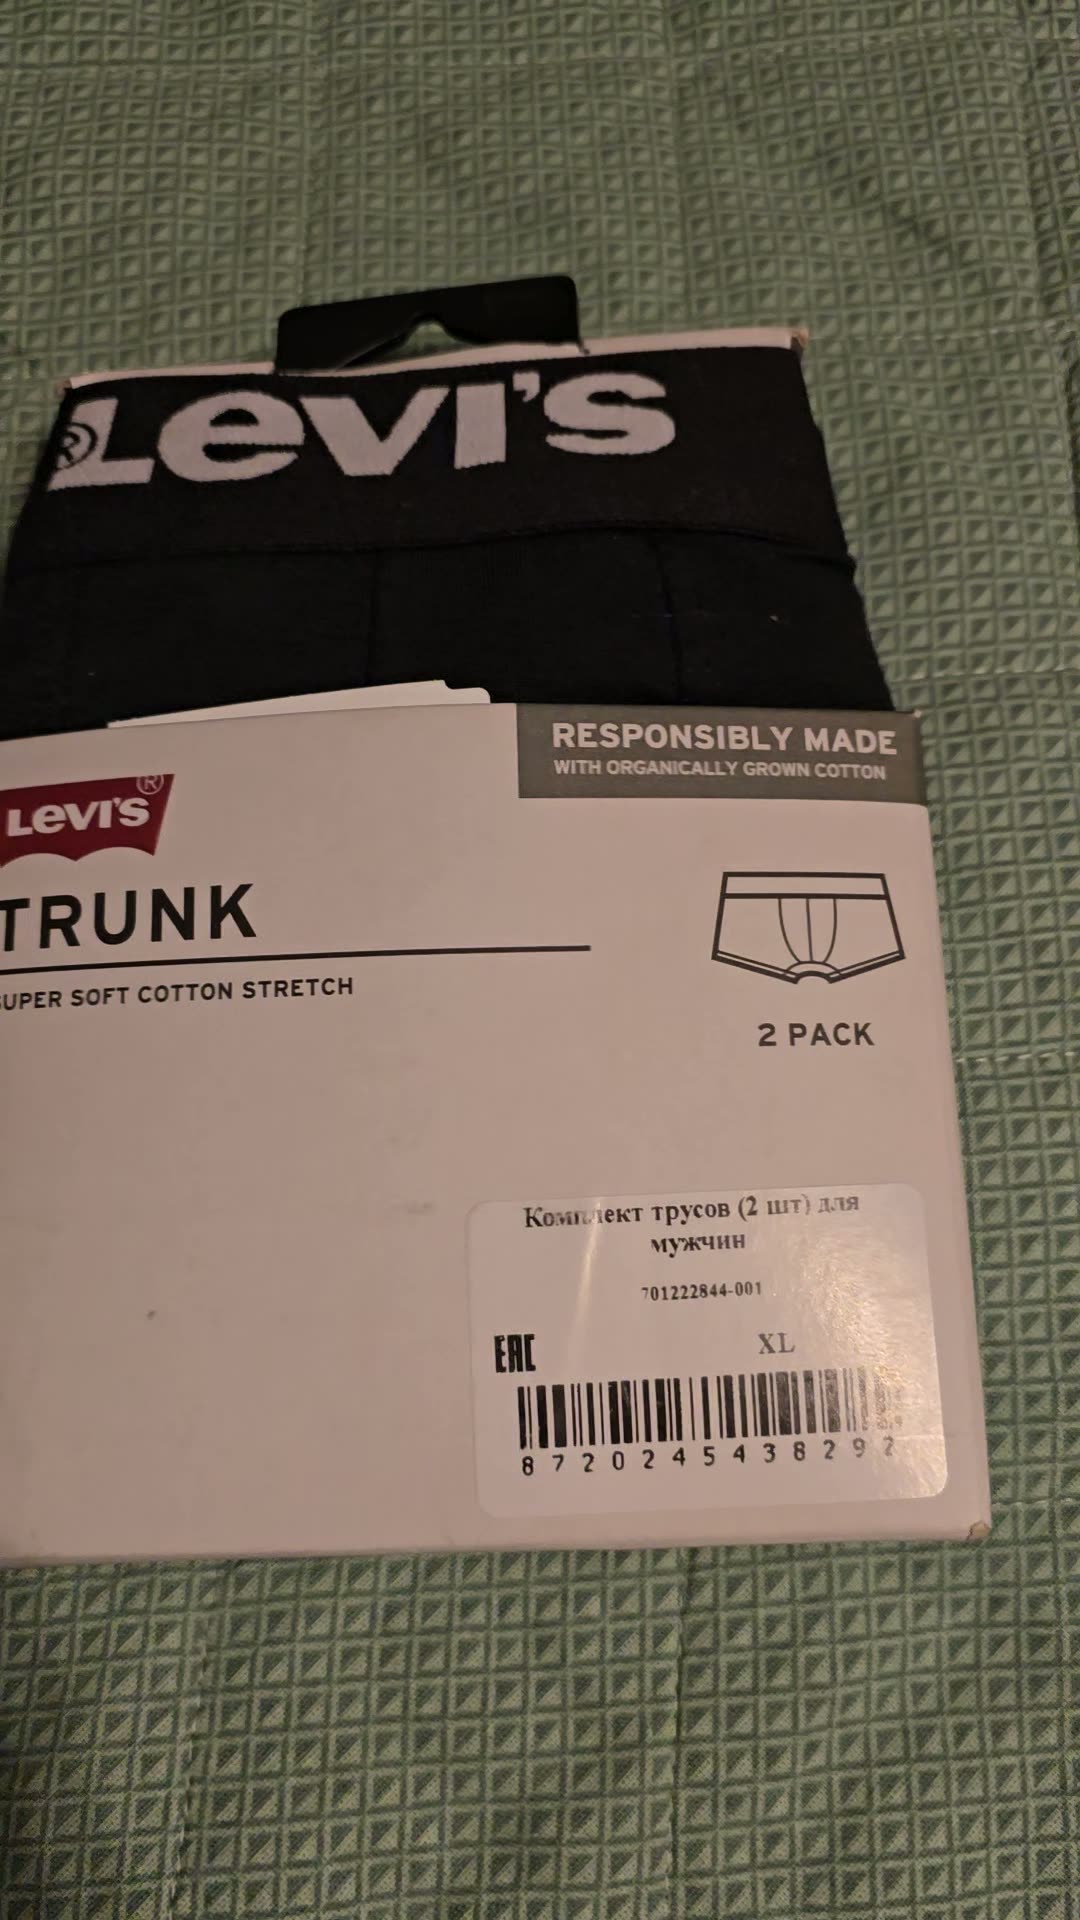 ®Levi's
RESPONSIBLY MADE
WITH ORGANICALLY GROWN COTTON
Levi's®
TRUNK
SUPER SOFT COTTON STRETCH
2 PACK
Комплект трусов (2 шт) для
мужчин
701222844-001
EAC
XL
8720245438292